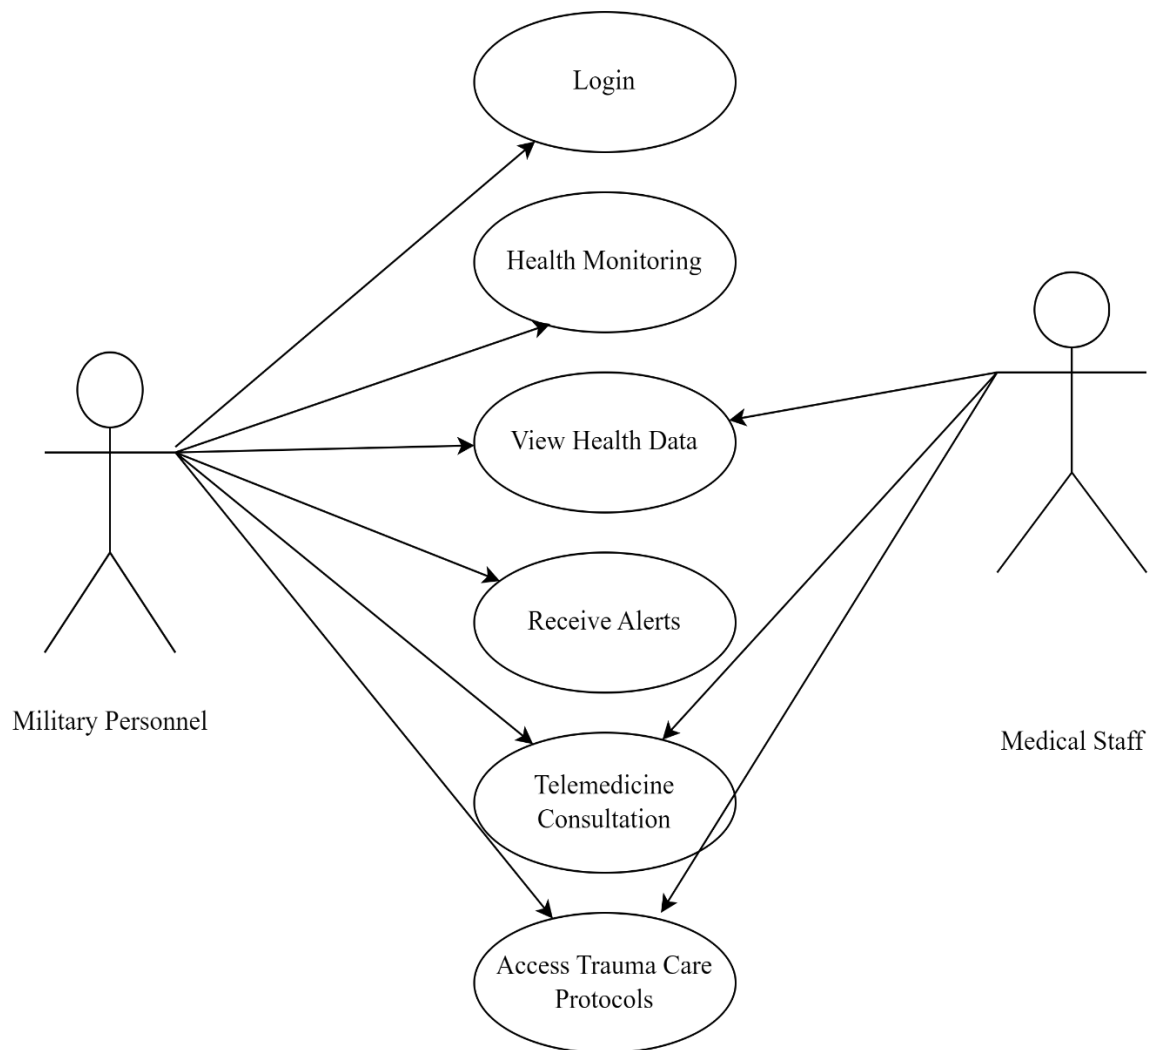 Login
Health Monitoring
View Health Data
Receive Alerts
Military Personnel
Medical Staff
Telemedicine
Consultation
Access Trauma Care
Protocols